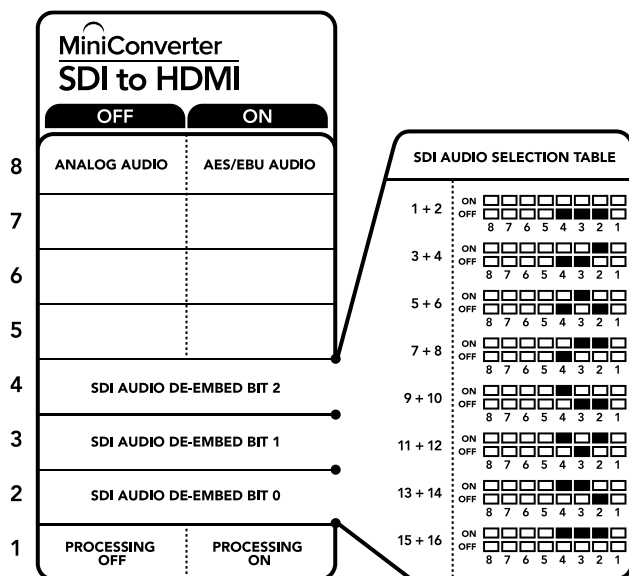 MiniConverter
SDI to HDMI
OFF ON
8 ANALOG AUDIO AES/EBU AUDIO
7
6
5
4 SDI AUDIO DE-EMBED BIT 2
3 SDI AUDIO DE-EMBED BIT 1
2 SDI AUDIO DE-EMBED BIT 0
1 PROCESSING OFF PROCESSING ON
SDI AUDIO SELECTION TABLE
1 + 2 ON
OFF
8 7 6 5 4 3 2 1
3 + 4 ON
OFF
8 7 6 5 4 3 2 1
5 + 6 ON
OFF
8 7 6 5 4 3 2 1
7 + 8 ON
OFF
8 7 6 5 4 3 2 1
9 + 10 ON
OFF
8 7 6 5 4 3 2 1
11 + 12 ON
OFF
8 7 6 5 4 3 2 1
13 + 14 ON
OFF
8 7 6 5 4 3 2 1
15 + 16 ON
OFF
8 7 6 5 4 3 2 1